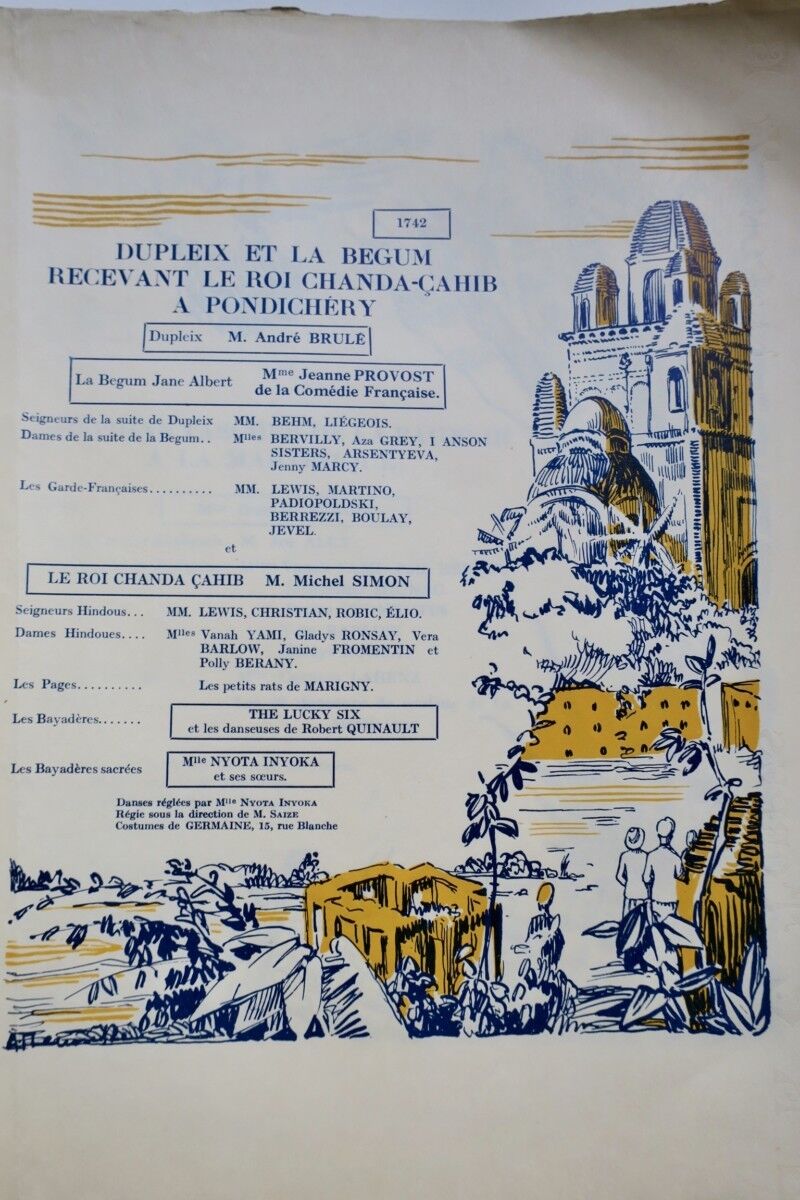 1742
DUPLEIX ET LA BEGUM
RECEVANT LE ROI CHANDA-ÇAHIB
A PONDICHÉRY
Dupleix M. André BRULÉ
La Begum Jane Albert Mme Jeanne PROVOST
de la Comédie Française.
Seigneurs de la suite de Dupleix MM. BEHM, LIÉGEOIS.
Dames de la suite de la Begum.. Mlles BERVILLY, Aza GREY, I ANSON
SISTERS, ARSENTYEVA,
Jenny MARCY.
Les Garde-Françaises.......... MM. LEWIS, MARTINO,
PADIOPOLDSKI,
BERREZZI, BOULAY,
JEVEL.
et
LE ROI CHANDA ÇAHIB M. Michel SIMON
Seigneurs Hindous... MM. LEWIS, CHRISTIAN, ROBIC, ÉLIO.
Dames Hindoues.... Mlles Vanah YAMI, Gladys RONSAY, Vera
BARLOW, Janine FROMENTIN et
Polly BERANY.
Les Pages.......... Les petits rats de MARIGNY.
Les Bayadères....... THE LUCKY SIX
et les danseuses de Robert QUINAULT
Les Bayadères sacrées Mlle NYOTA INYOKA
et ses sœurs.
Danses réglées par Mlle NYOTA INYOKA
Régie sous la direction de M. SAIZE
Costumes de GERMAINE, 15, rue Blanche